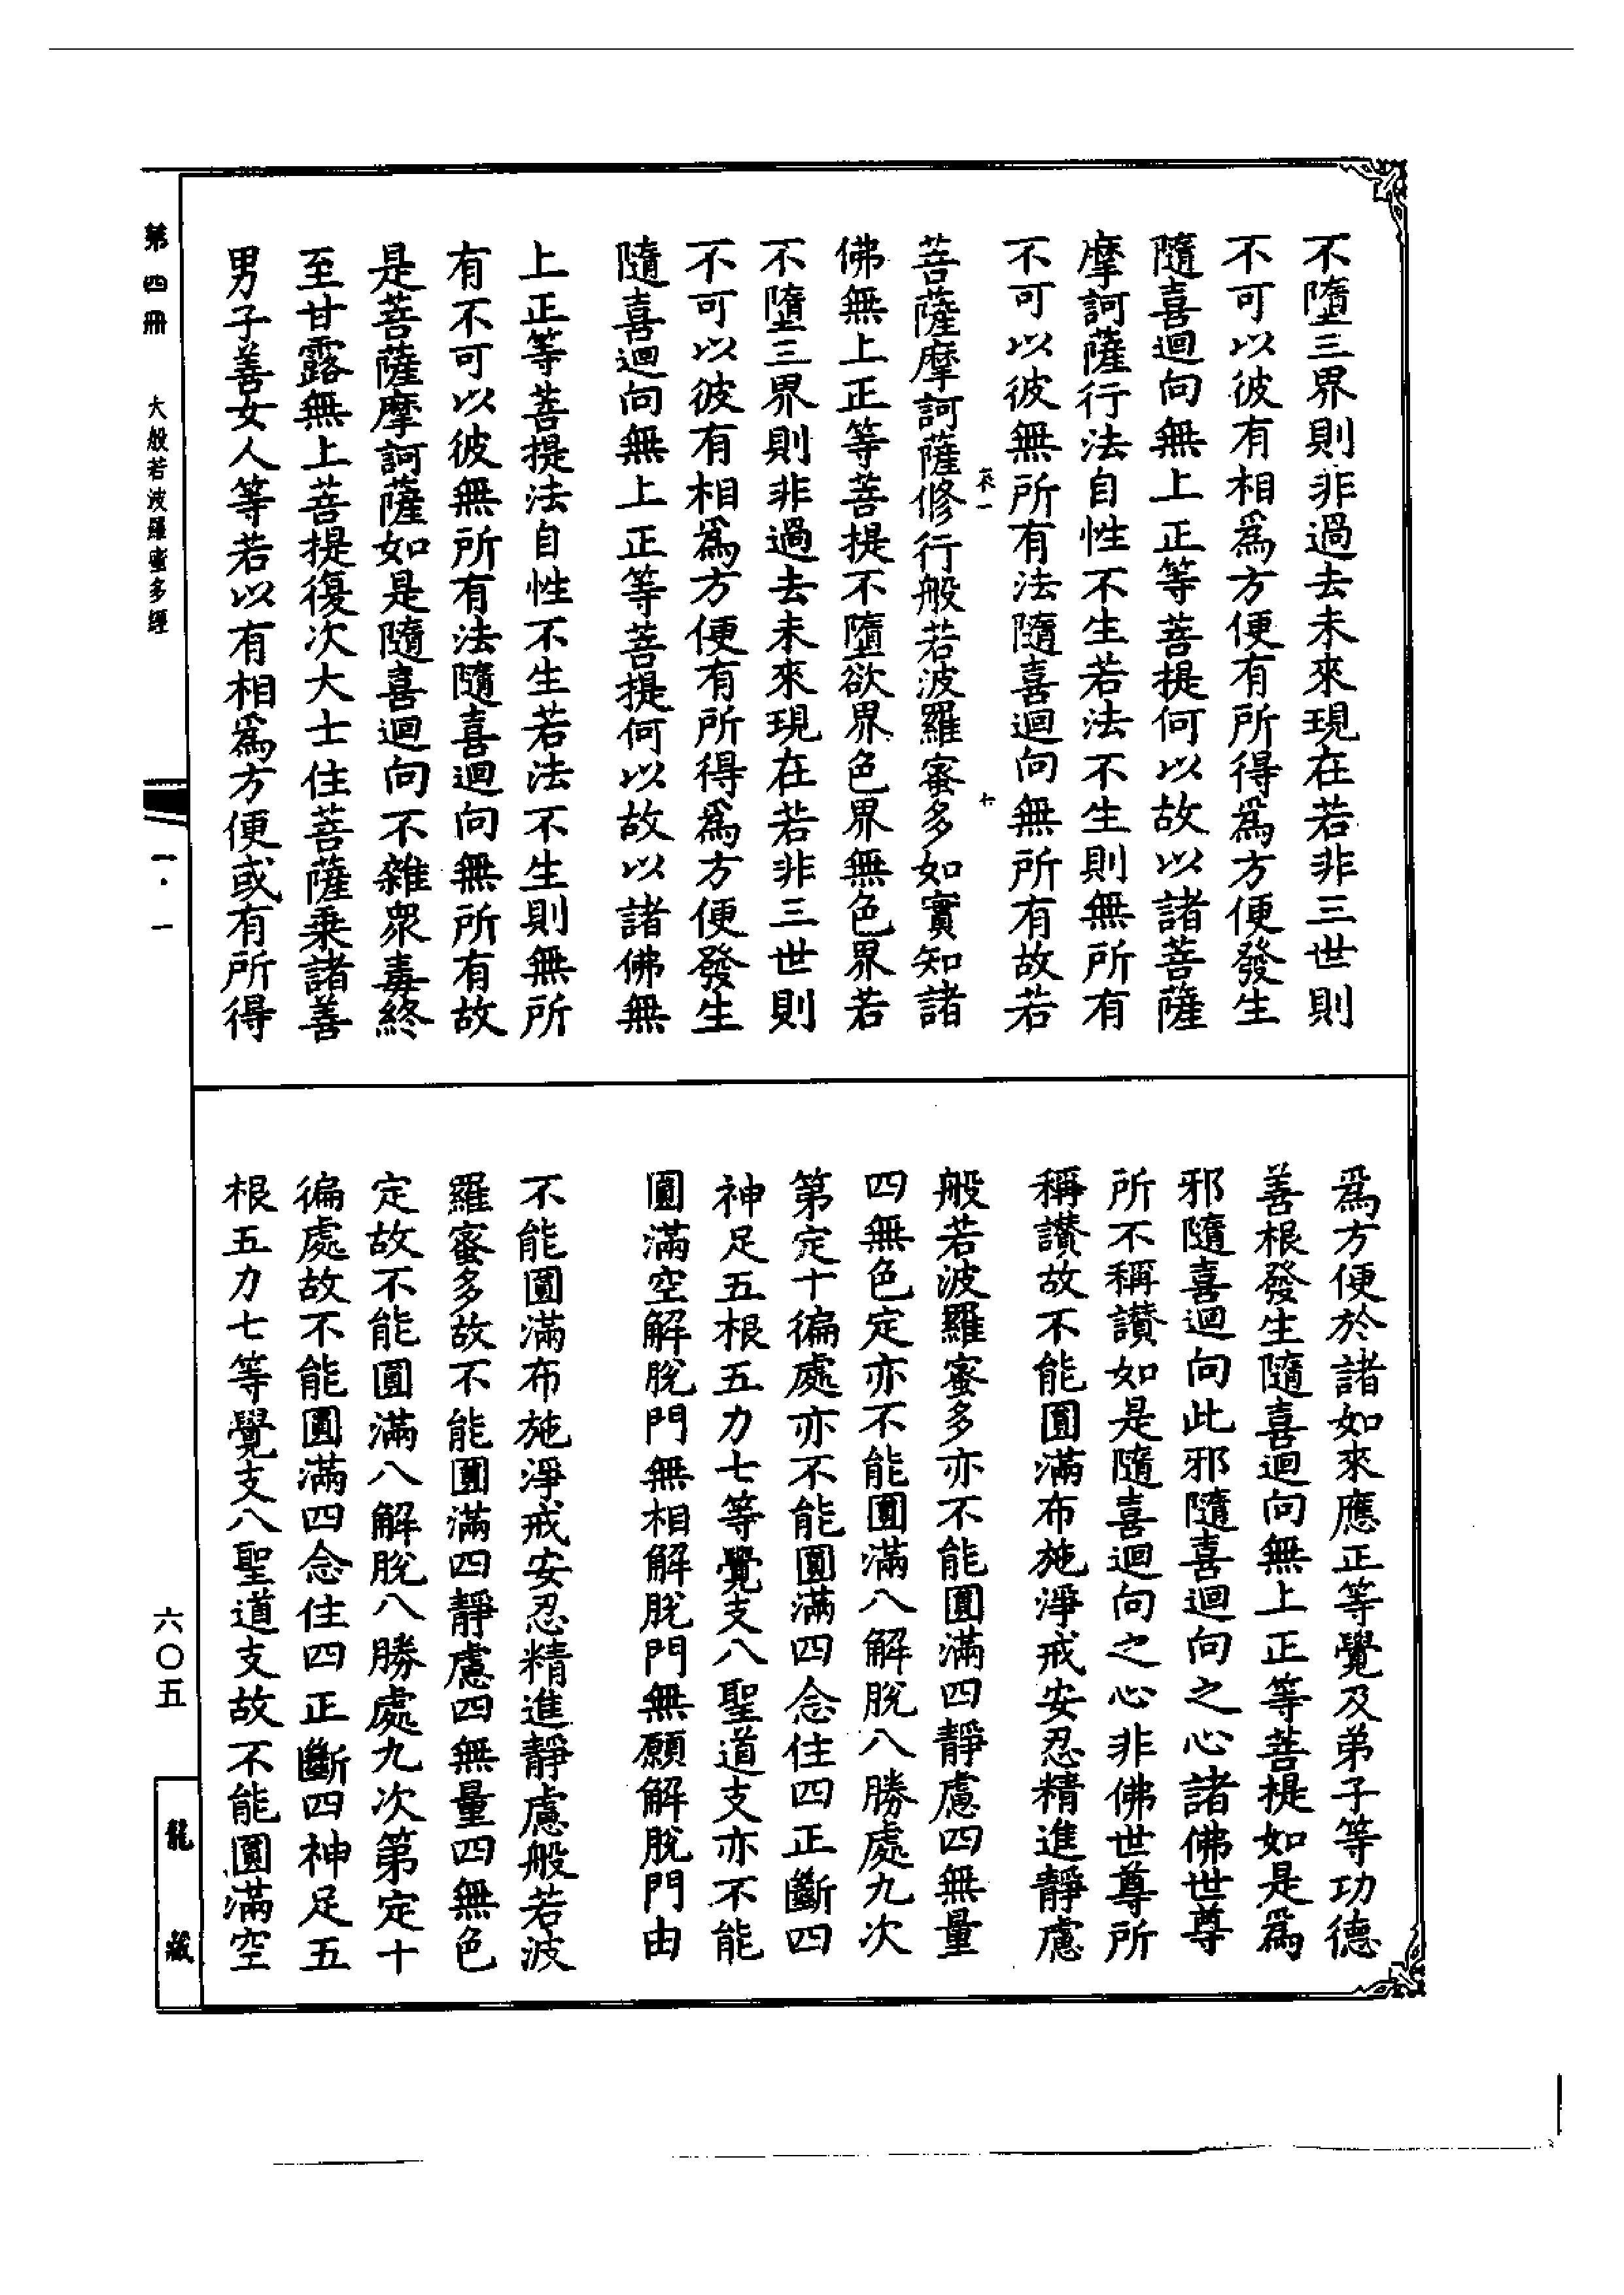 不墮三界則非過去未來現在若非三世則
不可以彼有相爲方便有所得爲方便發生
隨喜迴向無上正等菩提何以故以諸菩薩
摩訶薩行法自性不生若法不生則無所有
不可以彼無所有法隨喜迴向無所有故若
菩薩摩訶薩修行般若波羅蜜多如實知諸
佛無上正等菩提不墮欲界色界無色界若
不墮三界則非過去未來現在若非三世則
不可以彼有相爲方便有所得爲方便發生
隨喜迴向無上正等菩提何以故以諸佛無
上正等菩提法自性不生若法不生則無所
有不可以彼無所有法隨喜迴向無所有故
是菩薩摩訶薩如是隨喜迴向不雜衆毒終
至甘露無上菩提復次大士住菩薩乗諸善
男子善女人等若以有相爲方便或有所得
爲方便於諸如來應正等覺及弟子等功德
善根發生隨喜迴向無上正等菩提如是爲
邪隨喜迴向此邪隨喜迴向之心諸佛世尊
所不稱讃如是隨喜迴向之心非佛世尊所
稱讃故不能圓滿布施淨戒安忍精進靜慮
般若波羅蜜多亦不能圓滿四靜慮四無量
四無色定亦不能圓滿八解脫八勝處九次
第定十徧處亦不能圓滿四念住四正斷四
神足五根五力七等覺支八聖道支亦不能
圓滿空解脫門無相解脫門無願解脫門由
不能圓滿布施淨戒安忍精進靜慮般若波
羅蜜多故不能圓滿四靜慮四無量四無色
定故不能圓滿八解脫八勝處九次第定十
徧處故不能圓滿四念住四正斷四神足五
根五力七等覺支八聖道支故不能圓滿空
第四冊
大般若波羅蜜多經
一·一
六〇五
龍藏